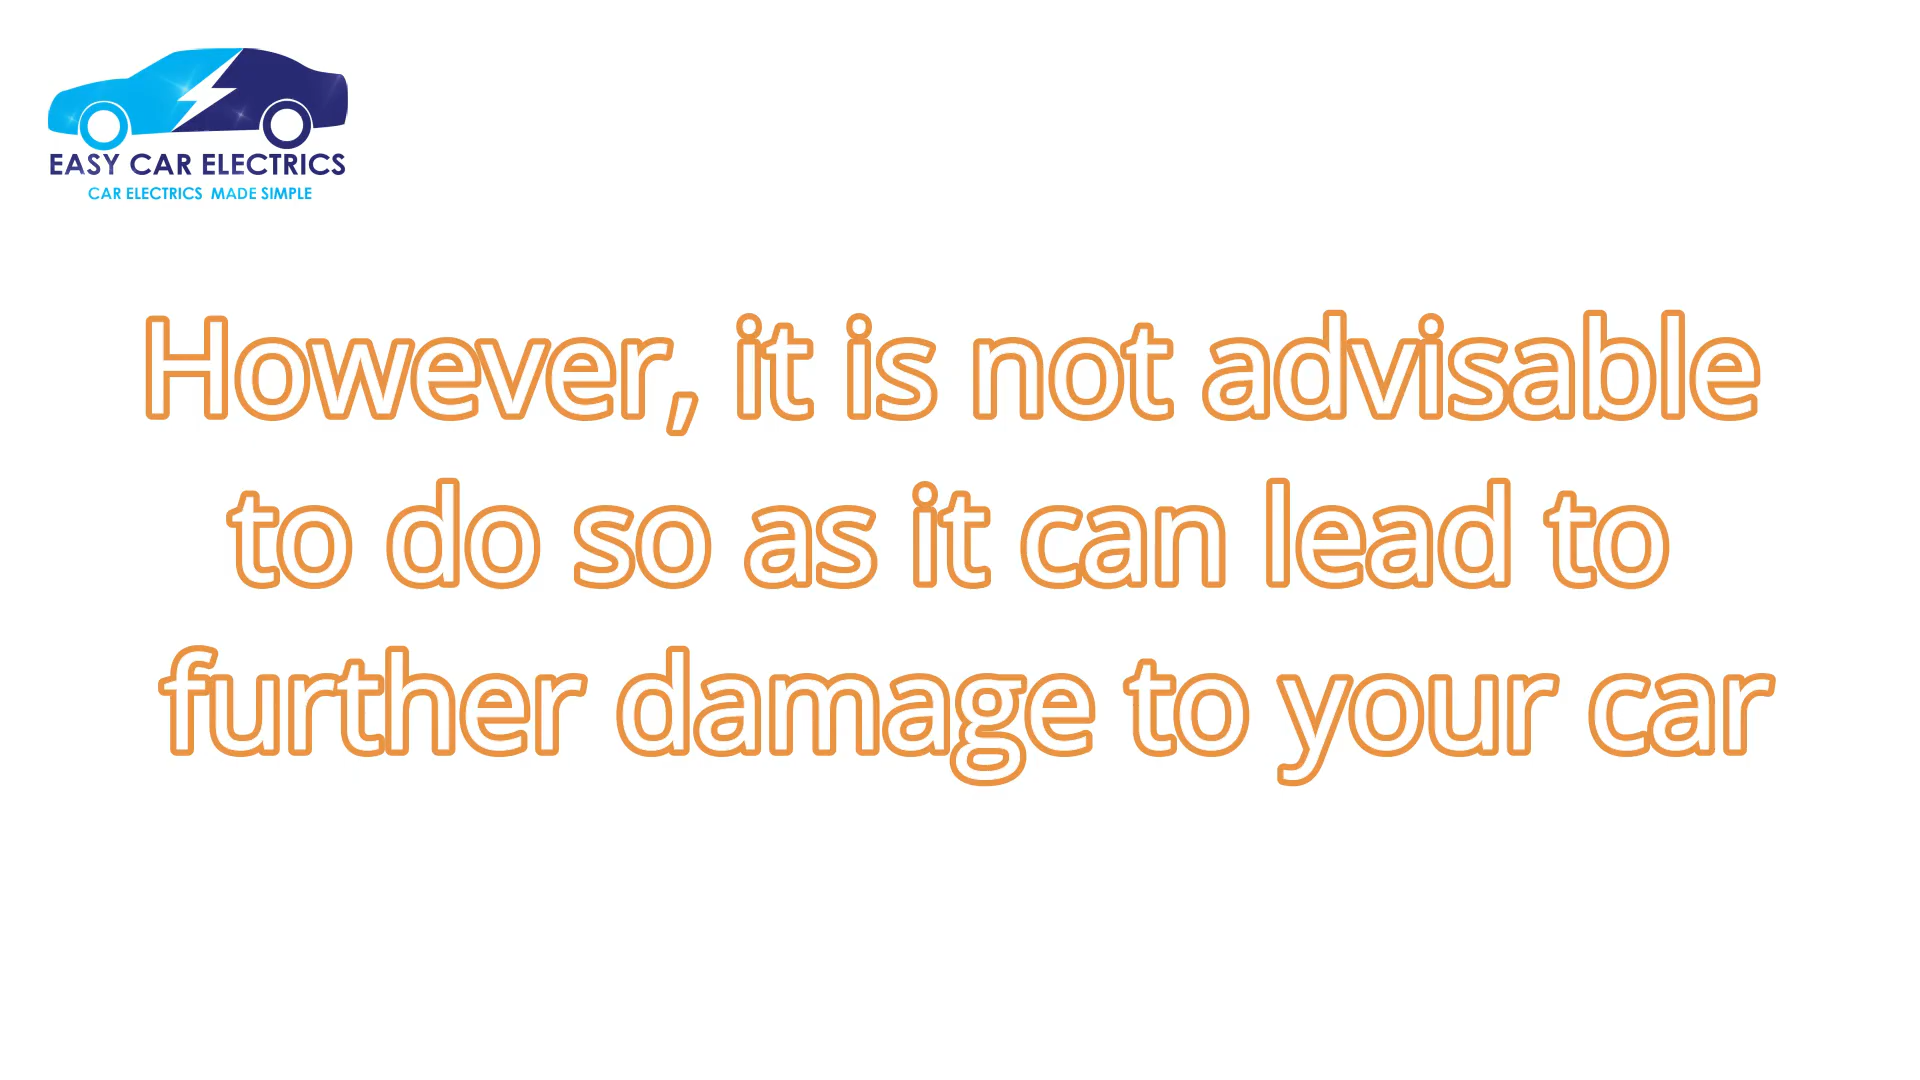 EASY CAR ELECTRICS
CAR ELECTRICS MADE SIMPLE
However, it is not advisable
to do so as it can lead to
further damage to your car